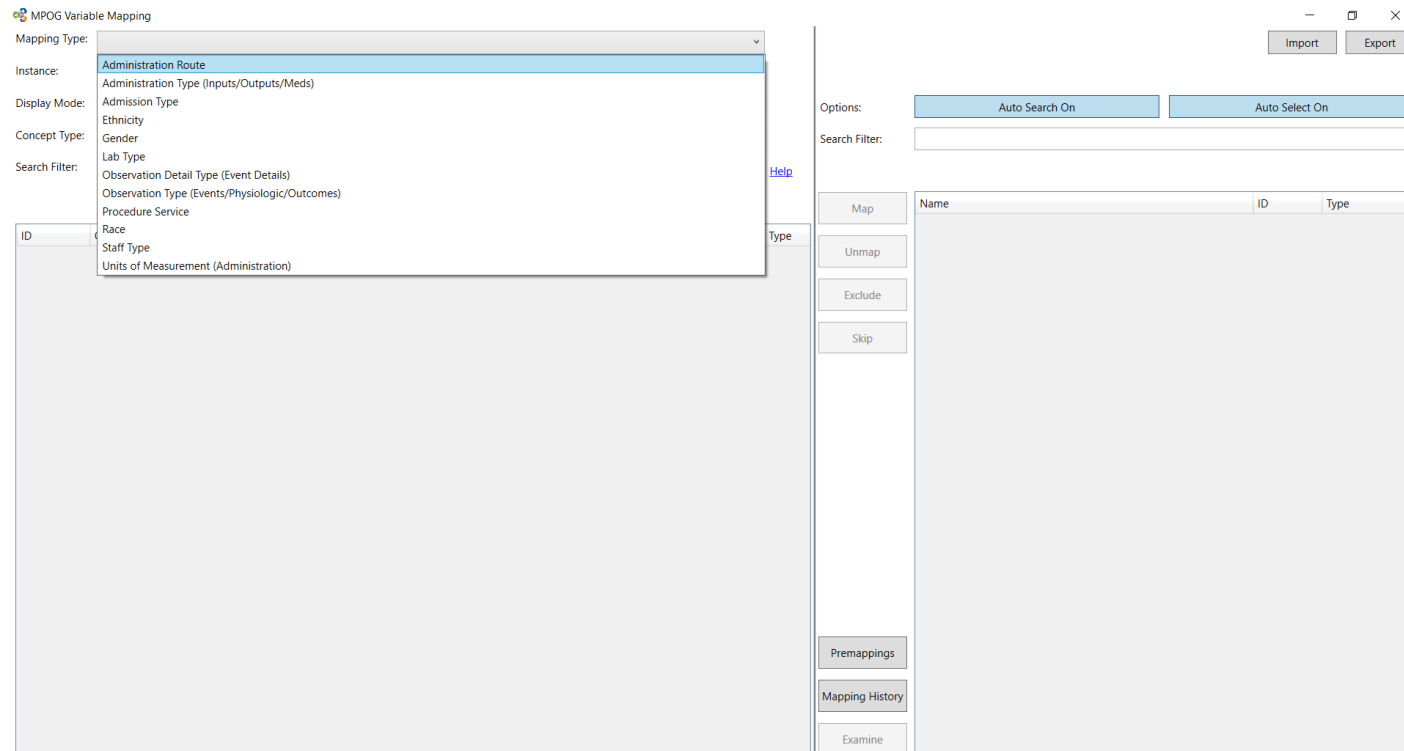 MPOG Variable Mapping
Mapping Type:
Import
Export
Administration Route
Instance:
Administration Type (Inputs/Outputs/Meds)
Display Mode:
Admission Type
Options:
Auto Search On
Auto Select On
Ethnicity
Concept Type:
Gender
Search Filter:
Lab Type
Search Filter:
Observation Detail Type (Event Details)
Help
Observation Type (Events/Physiologic/Outcomes)
Procedure Service
Race
Staff Type
Units of Measurement (Administration)
ID
Type
Map
Unmap
Exclude
Skip
Premappings
Mapping History
Examine
Name
ID
Type